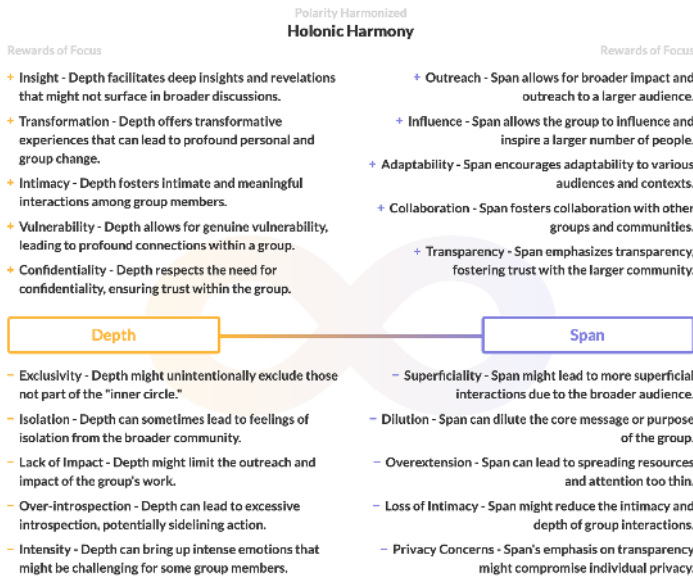 Polarity Harmonized
Holonic Harmony
Rewards of Focus
+ Insight - Depth facilitates deep insights and revelations
that might not surface in broader discussions.
+ Transformation - Depth offers transformative
experiences that can lead to profound personal and
group change.
+ Intimacy - Depth fosters intimate and meaningful
interactions among group members.
+ Vulnerability - Depth allows for genuine vulnerability,
leading to profound connections within a group.
+ Confidentiality - Depth respects the need for
confidentiality, ensuring trust within the group.
Rewards of Focus
+ Outreach - Span allows for broader impact and
outreach to a larger audience.
+ Influence - Span allows the group to influence and
inspire a larger number of people.
+ Adaptability - Span encourages adaptability to various
audiences and contexts.
+ Collaboration - Span fosters collaboration with other
groups and communities.
+ Transparency - Span emphasizes transparency,
fostering trust with the larger community.
Depth
Span
− Exclusivity - Depth might unintentionally exclude those
not part of the "inner circle."
− Isolation - Depth can sometimes lead to feelings of
isolation from the broader community.
− Lack of Impact - Depth might limit the outreach and
impact of the group's work.
− Over-introspection - Depth can lead to excessive
introspection, potentially sidelining action.
− Intensity - Depth can bring up intense emotions that
might be challenging for some group members.
− Superficiality - Span might lead to more superficial
interactions due to the broader audience.
− Dilution - Span can dilute the core message or purpose
of the group.
− Overextension - Span can lead to spreading resources
and attention too thin.
− Loss of Intimacy - Span might reduce the intimacy and
depth of group interactions.
− Privacy Concerns - Span's emphasis on transparency
might compromise individual privacy.